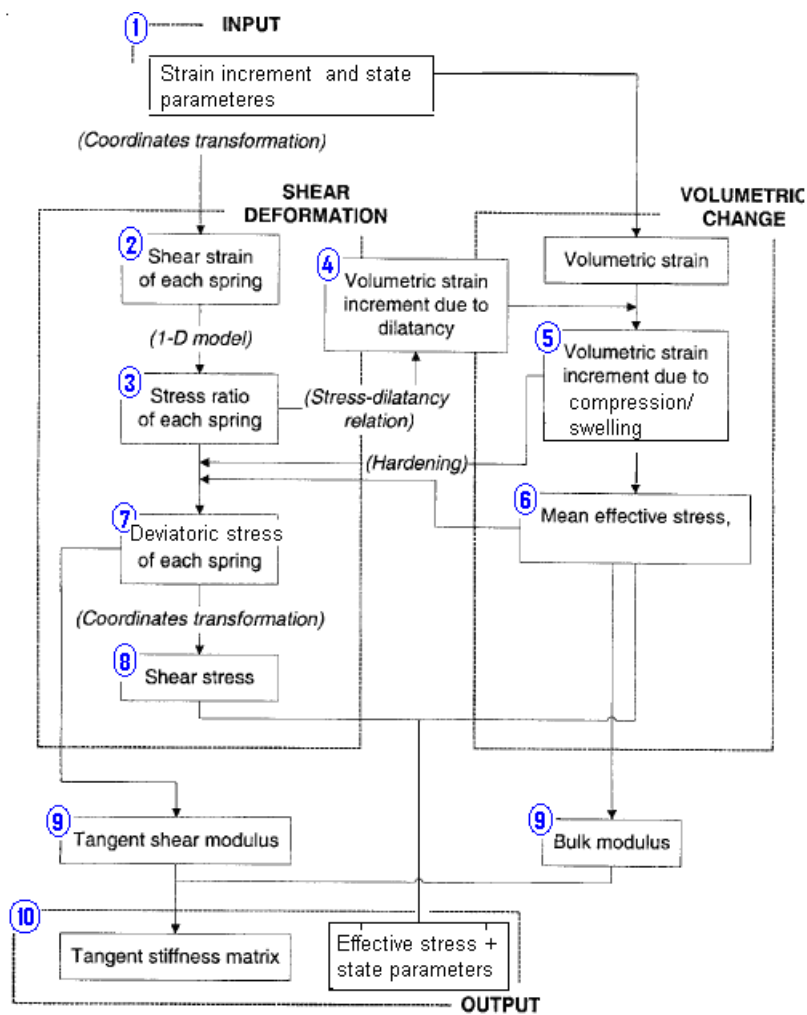 1
INPUT
Strain increment and state
parameteres
(Coordinates transformation)
SHEAR
DEFORMATION
VOLUMETRIC
CHANGE
2
Shear strain
of each spring
4
Volumetric strain
increment due to
dilatancy
Volumetric strain
(1-D model)
5
Volumetric strain
increment due to
compression/
swelling
3
Stress ratio
of each spring
(Stress-dilatancy
relation)
(Hardening)
6
Mean effective stress,
7
Deviatoric stress
of each spring
(Coordinates transformation)
8
Shear stress
9
Tangent shear modulus
9
Bulk modulus
10
Tangent stiffness matrix
Effective stress +
state parameters
OUTPUT